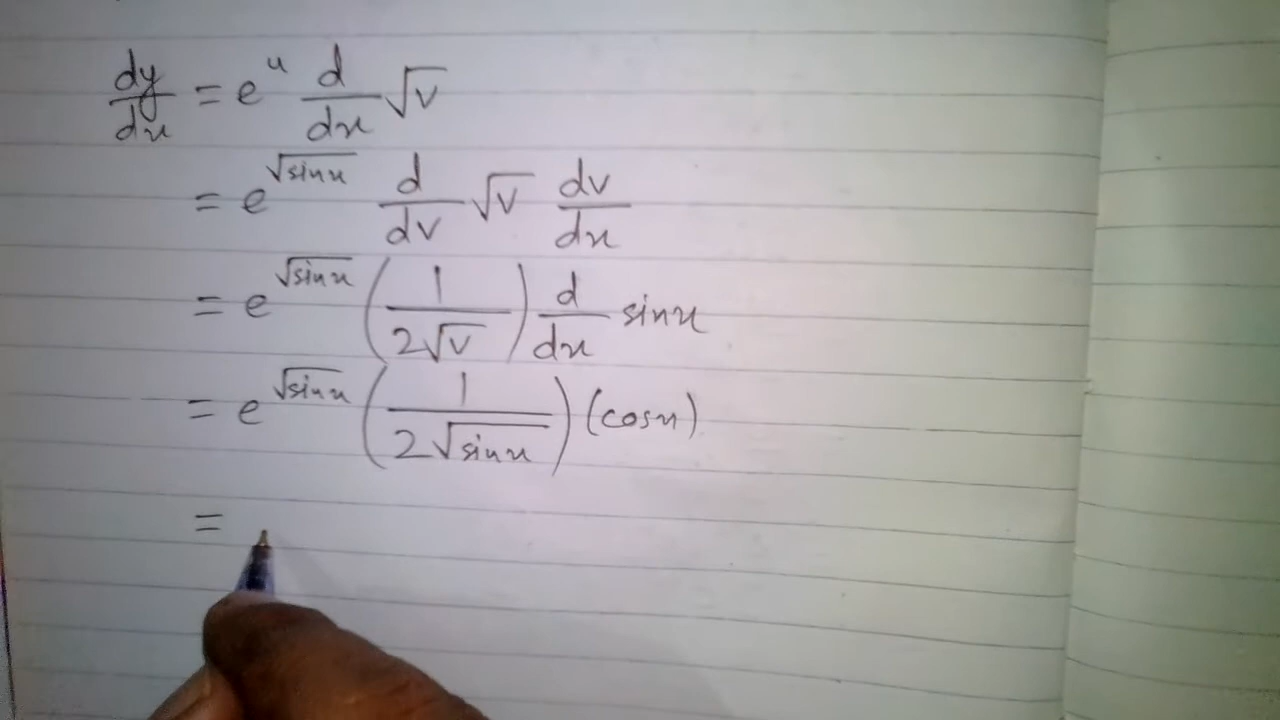 dy/dx = e^u d/dx √v
= e^√sinx d/dv √v dv/dx
= e^√sinx (1/2√v) d/dx sinx
= e^√sinx (1/2√sinx) (cosx)
=